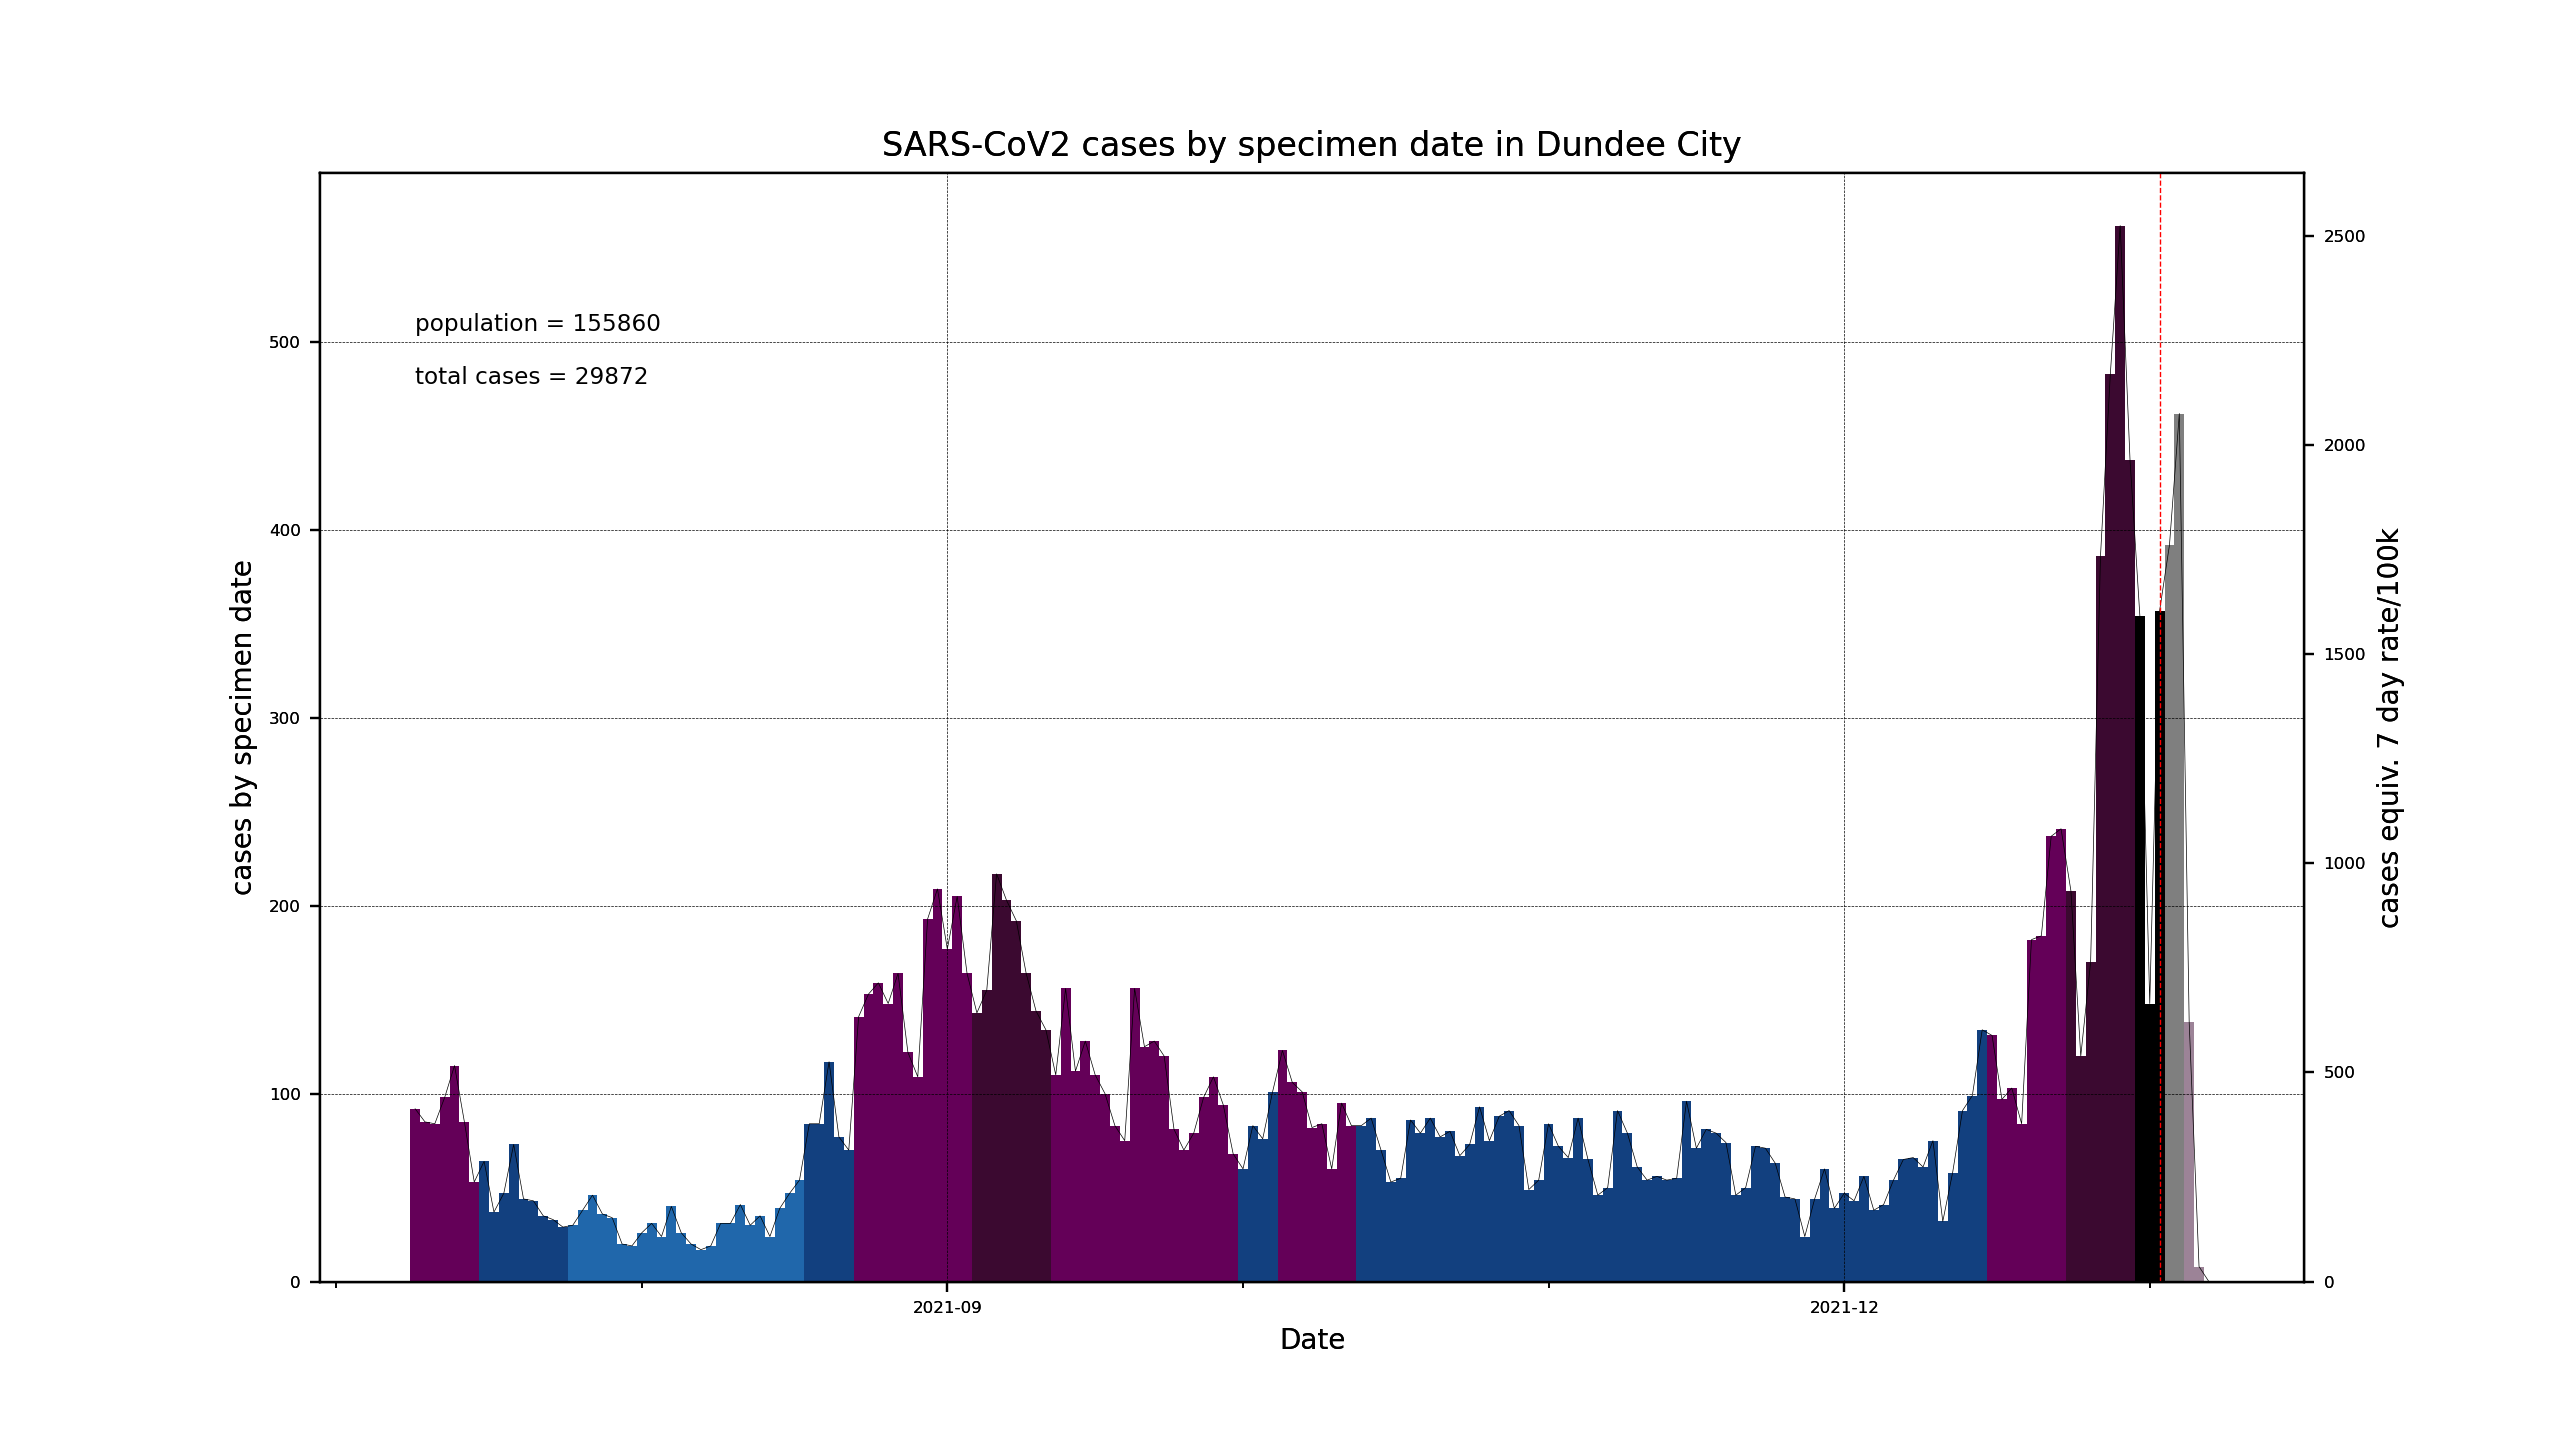 SARS-CoV2 cases by specimen date in Dundee City
population = 155860
total cases = 29872
cases by specimen date
500
400
300
200
100
0
2500
2000
1500
1000
500
0
cases equiv. 7 day rate/100k
2021-09
2021-12
Date